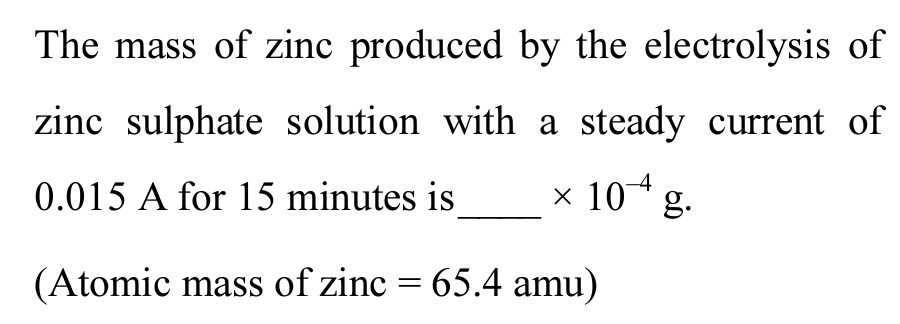 The mass of zinc produced by the electrolysis of
zinc sulphate solution with a steady current of
0.015 A for 15 minutes is____ × 10⁻⁴ g.
(Atomic mass of zinc = 65.4 amu)